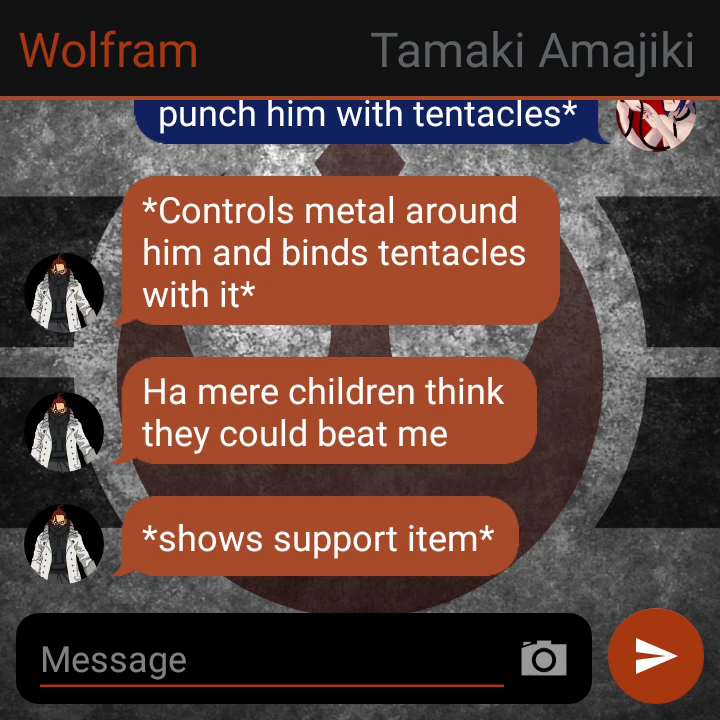 Wolfram Tamaki Amajiki
punch him with tentacles*
*Controls metal around
him and binds tentacles
with it*
Ha mere children think
they could beat me
*shows support item*
Message